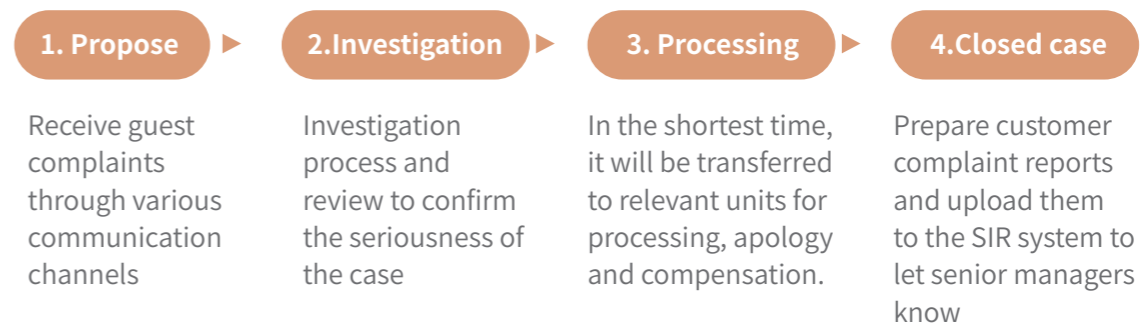 1. Propose
Receive guest
complaints
through various
communication
channels
2.Investigation
Investigation
process and
review to confirm
the seriousness of
the case
3. Processing
In the shortest time,
it will be transferred
to relevant units for
processing, apology
and compensation.
4.Closed case
Prepare customer
complaint reports
and upload them
to the SIR system to
let senior managers
know